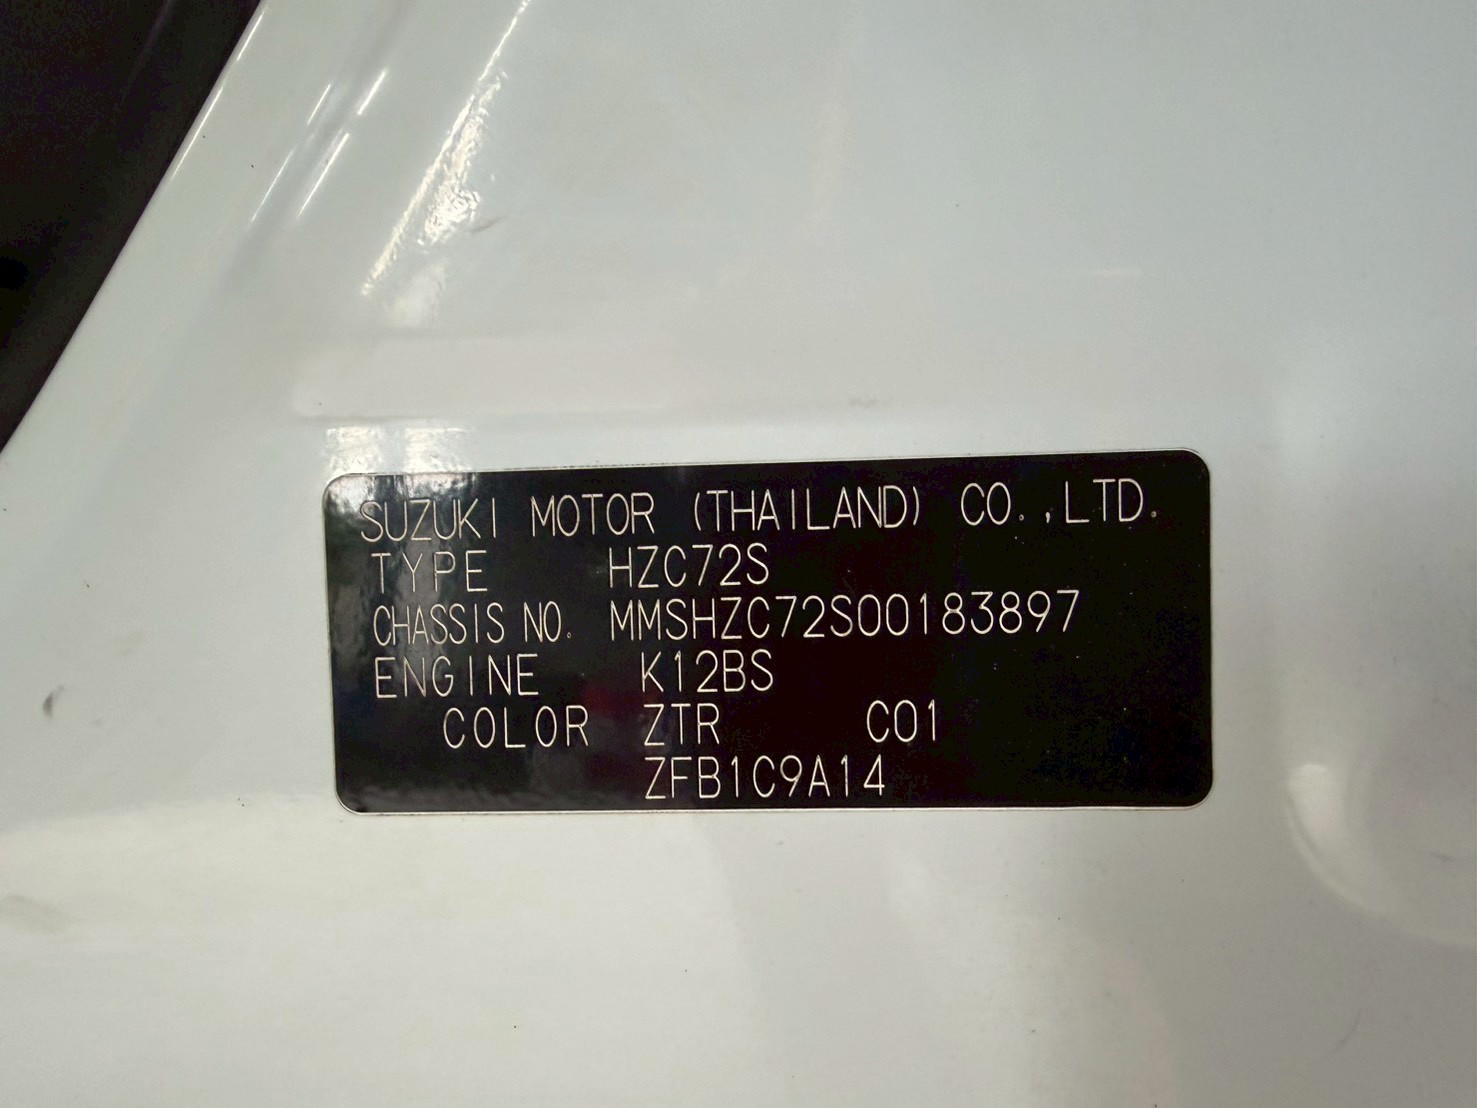 SUZUKI MOTOR (THAILAND) CO.,LTD.
TYPE HZC72S
CHASSIS NO. MMSHZC72S00183897
ENGINE K12BS
COLOR ZTR C01
ZFB1C9A14